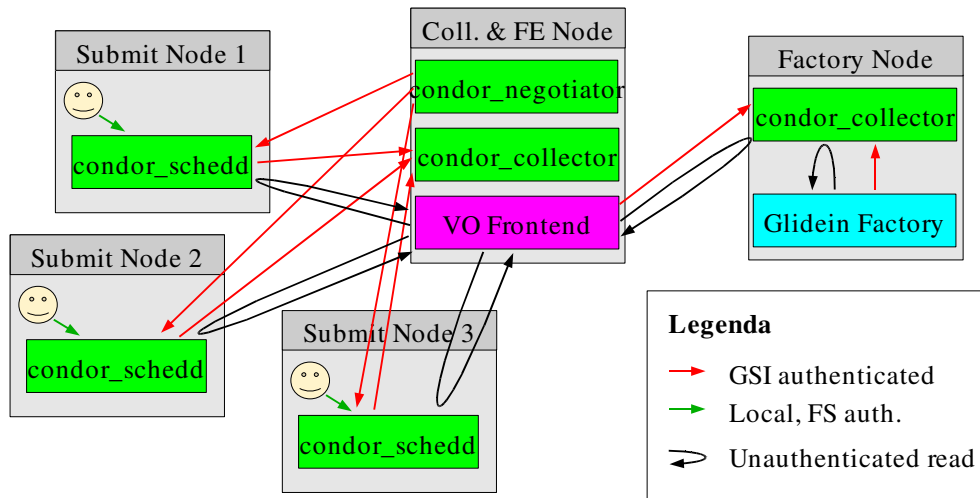 Submit Node 1
condor_schedd
Coll. & FE Node
condor_negotiator
condor_collector
VO Frontend
Factory Node
condor_collector
Glidein Factory
Submit Node 2
condor_schedd
Submit Node 3
condor_schedd
Legenda
GSI authenticated
Local, FS auth.
Unauthenticated read